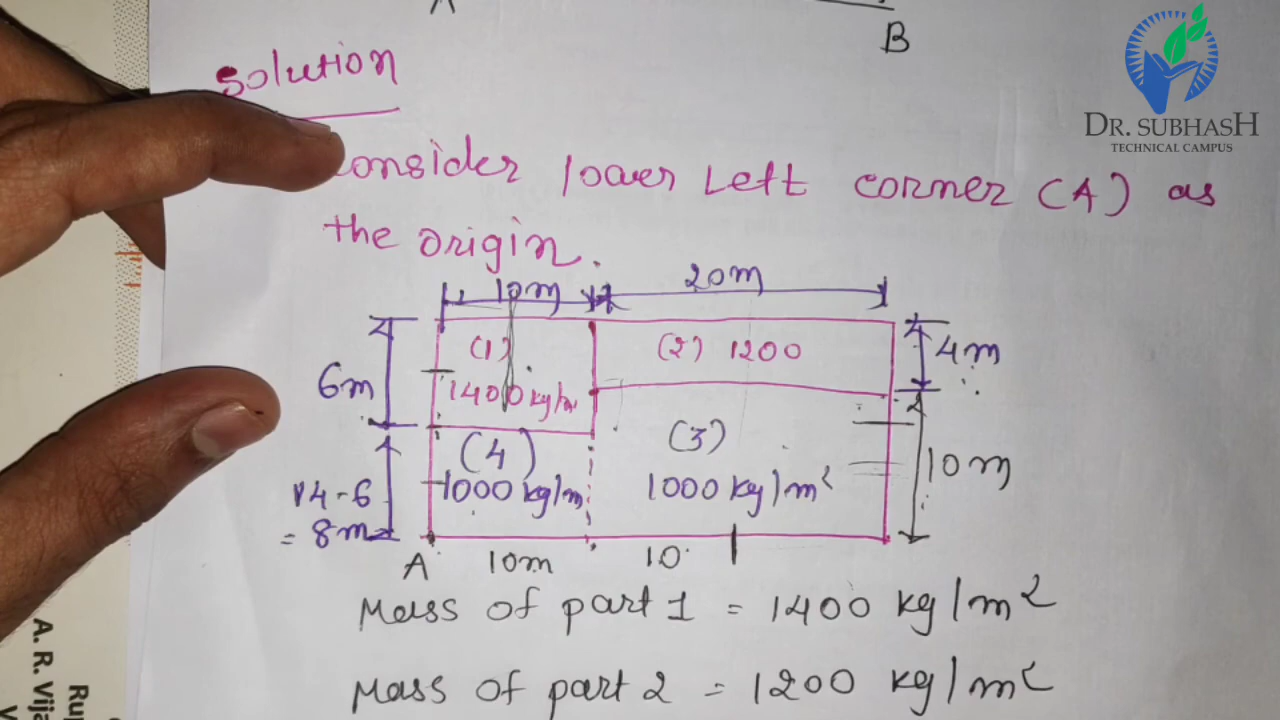 B
DR. SUBHASH
TECHNICAL CAMPUS
Solution
Consider lower Left corner (A) as
the origin.
10m
20m
(1)
(2) 1200
4m
6m
1400 kg/m
(4)
(3)
1000 kg/m
1000 kg/m²
10m
14-6
= 8m
A
10m
10
Mass of part 1 = 1400 kg/m²
Mass of part 2 = 1200 kg/m²
A. R. Vija
Rup